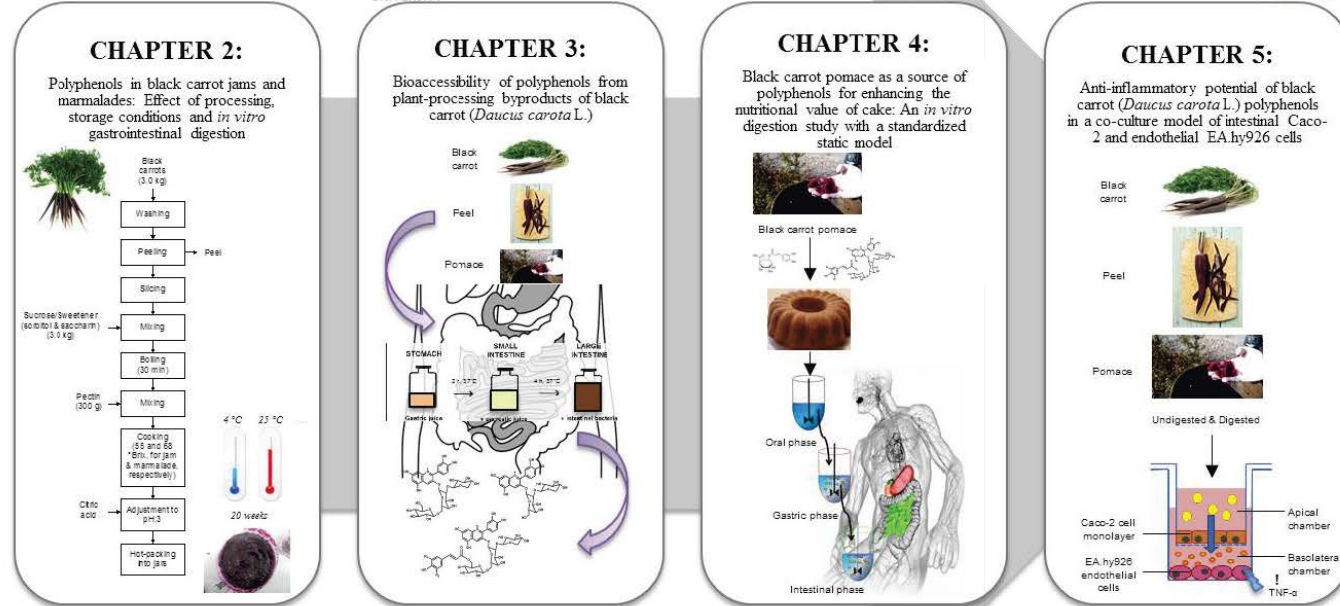 CHAPTER 2:
Polyphenols in black carrot jams and
marmalades: Effect of processing,
storage conditions and in vitro
gastrointestinal digestion
Black
carrots
(3.0 kg)
Washing
Peeling
Peel
Slicing
Sucrose/Sweetener
(sorbitol & saccharin)
(3.0 kg)
Mixing
Boiling
(30 min)
Pectin
(300 g)
Mixing
Cooking
(55 and 68
°Brix, for jam
& marmalade,
respectively)
Citric
acid
Adjustment to
pH:3
Hot-packing
into jars
4 °C
25 °C
20 weeks
CHAPTER 3:
Bioaccessibility of polyphenols from
plant-processing byproducts of black
carrot (Daucus carota L.)
Black
carrot
Peel
Pomace
STOMACH
SMALL
INTESTINE
LARGE
INTESTINE
2 h, 37°C
4 h, 37°C
Gastric juice
+ intestinal bacteria
CHAPTER 4:
Black carrot pomace as a source of
polyphenols for enhancing the
nutritional value of cake: An in vitro
digestion study with a standardized
static model
Black carrot pomace
Oral phase
Gastric phase
Intestinal phase
CHAPTER 5:
Anti-inflammatory potential of black
carrot (Daucus carota L.) polyphenols
in a co-culture model of intestinal Caco-
2 and endothelial EA.hy926 cells
Black
carrot
Peel
Pomace
Undigested & Digested
Apical
chamber
Caco-2 cell
monolayer
Basolateral
chamber
EA.hy926
endothelial
cells
!
TNF-α